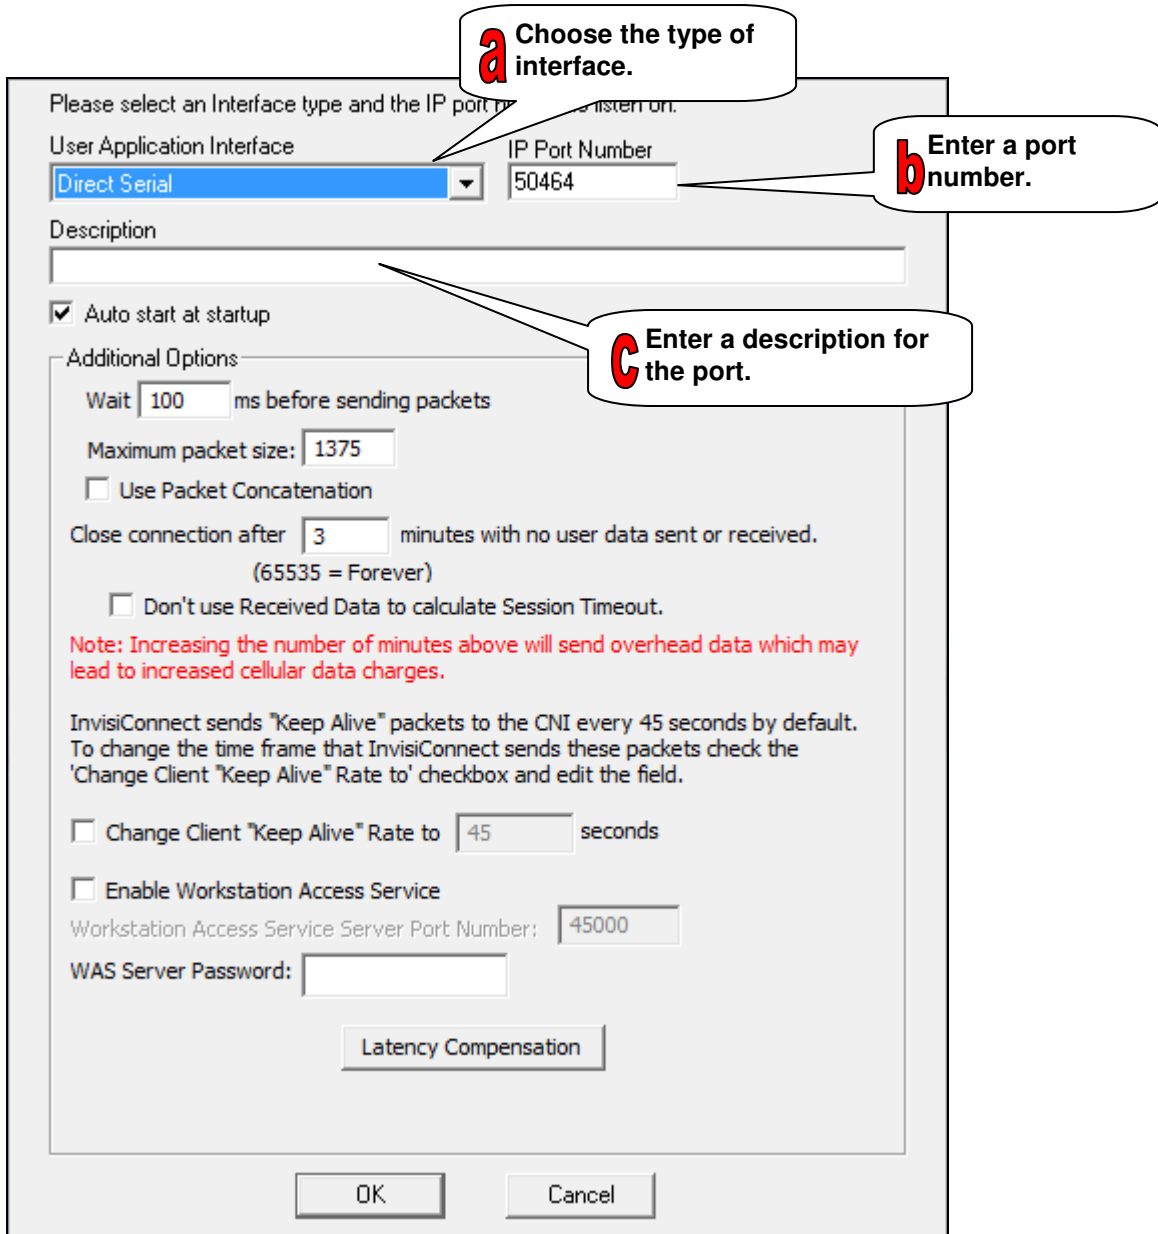 a Choose the type of
interface.
Please select an Interface type and the IP port listen on.
User Application Interface
IP Port Number
Direct Serial
50464
b Enter a port
number.
Description
Auto start at startup
c Enter a description for
the port.
Additional Options
Wait 100 ms before sending packets
Maximum packet size: 1375
Use Packet Concatenation
Close connection after 3 minutes with no user data sent or received.
(65535 = Forever)
Don't use Received Data to calculate Session Timeout.
Note: Increasing the number of minutes above will send overhead data which may
lead to increased cellular data charges.
InvisiConnect sends "Keep Alive" packets to the CNI every 45 seconds by default.
To change the time frame that InvisiConnect sends these packets check the
'Change Client "Keep Alive" Rate to' checkbox and edit the field.
Change Client "Keep Alive" Rate to 45 seconds
Enable Workstation Access Service
Workstation Access Service Server Port Number: 45000
WAS Server Password:
Latency Compensation
OK Cancel